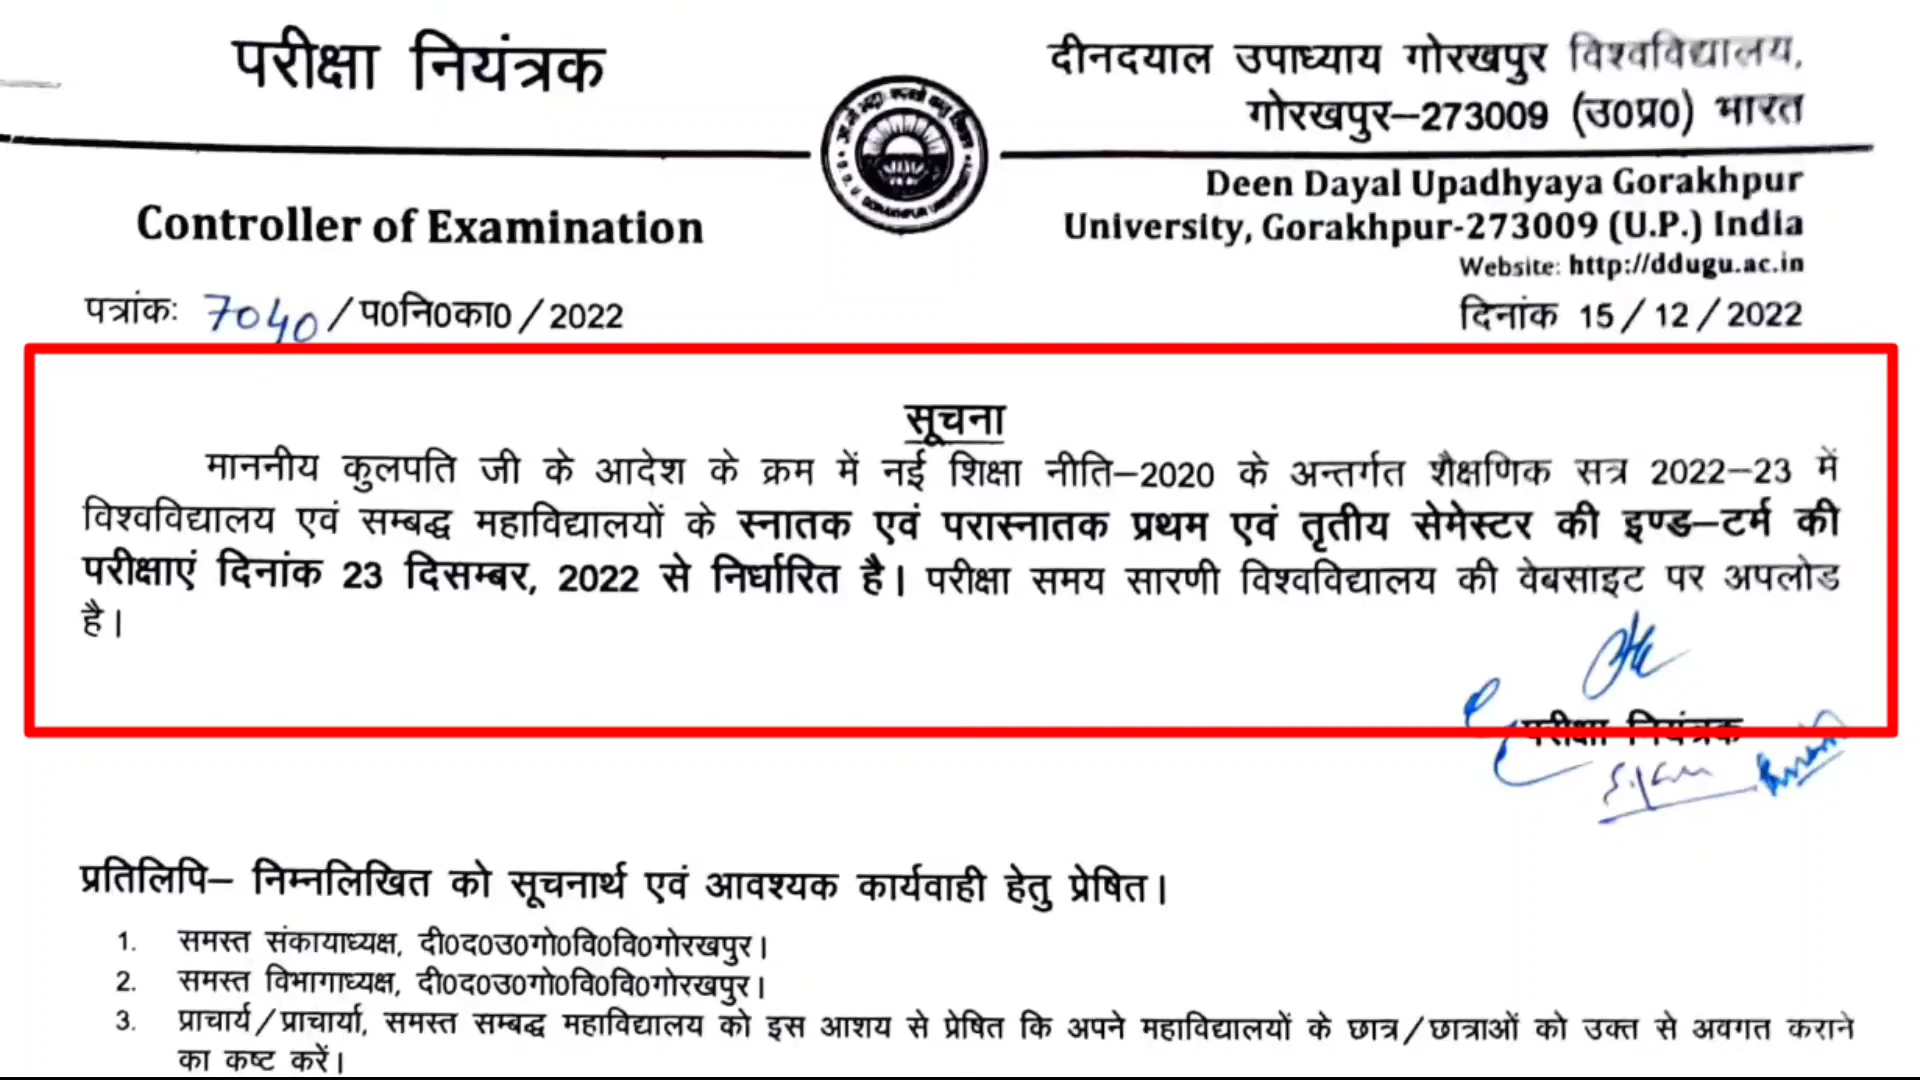 परीक्षा नियंत्रक
दीनदयाल उपाध्याय गोरखपुर विश्वविद्यालय,
गोरखपुर–273009 (उ0प्र0) भारत
Controller of Examination
Deen Dayal Upadhyaya Gorakhpur
University, Gorakhpur-273009 (U.P.) India
Website: http://ddugu.ac.in
पत्रांकः 7040/प0नि0का0/2022
दिनांक 15/12/2022
सूचना
माननीय कुलपति जी के आदेश के क्रम में नई शिक्षा नीति–2020 के अन्तर्गत शैक्षणिक सत्र 2022–23 में
विश्वविद्यालय एवं सम्बद्ध महाविद्यालयों के स्नातक एवं परास्नातक प्रथम एवं तृतीय सेमेस्टर की इण्ड–टर्म की
परीक्षाएं दिनांक 23 दिसम्बर, 2022 से निर्धारित है। परीक्षा समय सारणी विश्वविद्यालय की वेबसाइट पर अपलोड
है।
परीक्षा नियंत्रक
प्रतिलिपि– निम्नलिखित को सूचनार्थ एवं आवश्यक कार्यवाही हेतु प्रेषित।
1. समस्त संकायाध्यक्ष, दी0द0उ0गो0वि0वि0गोरखपुर।
2. समस्त विभागाध्यक्ष, दी0द0उ0गो0वि0वि0गोरखपुर।
3. प्राचार्य/प्राचार्या, समस्त सम्बद्ध महाविद्यालय को इस आशय से प्रेषित कि अपने महाविद्यालयों के छात्र/छात्राओं को उक्त से अवगत कराने
का कष्ट करें।